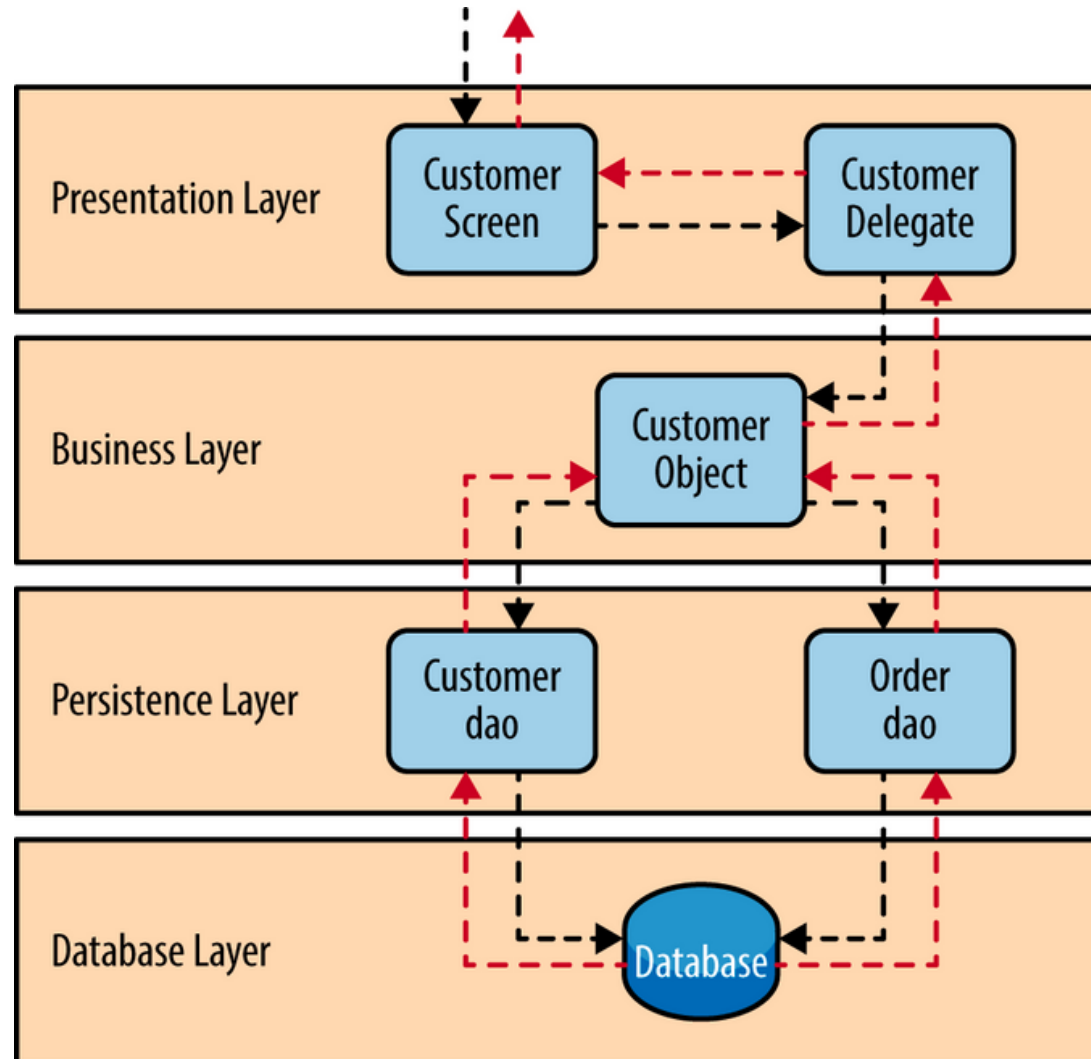 Presentation Layer
Customer
Screen
Customer
Delegate
Business Layer
Customer
Object
Persistence Layer
Customer
dao
Order
dao
Database Layer
Database